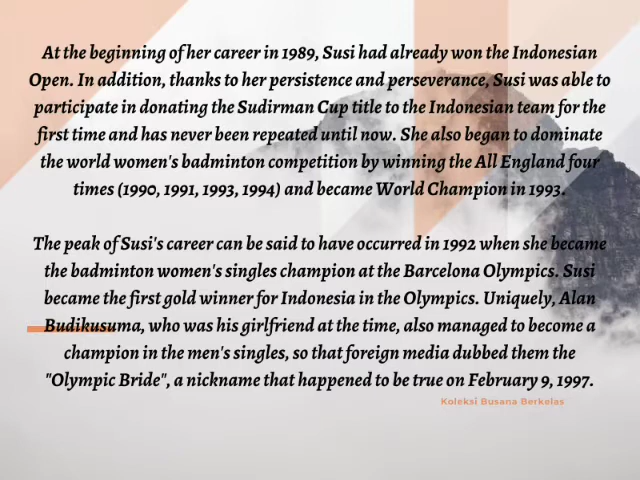 At the beginning of her career in 1989, Susi had already won the Indonesian
Open. In addition, thanks to her persistence and perseverance, Susi was able to
participate in donating the Sudirman Cup title to the Indonesian team for the
first time and has never been repeated until now. She also began to dominate
the world women's badminton competition by winning the All England four
times (1990, 1991, 1993, 1994) and became World Champion in 1993.
The peak of Susi's career can be said to have occurred in 1992 when she became
the badminton women's singles champion at the Barcelona Olympics. Susi
became the first gold winner for Indonesia in the Olympics. Uniquely, Alan
Budikusuma, who was his girlfriend at the time, also managed to become a
champion in the men's singles, so that foreign media dubbed them the
"Olympic Bride", a nickname that happened to be true on February 9, 1997.
Koleksi Busana Berkelas